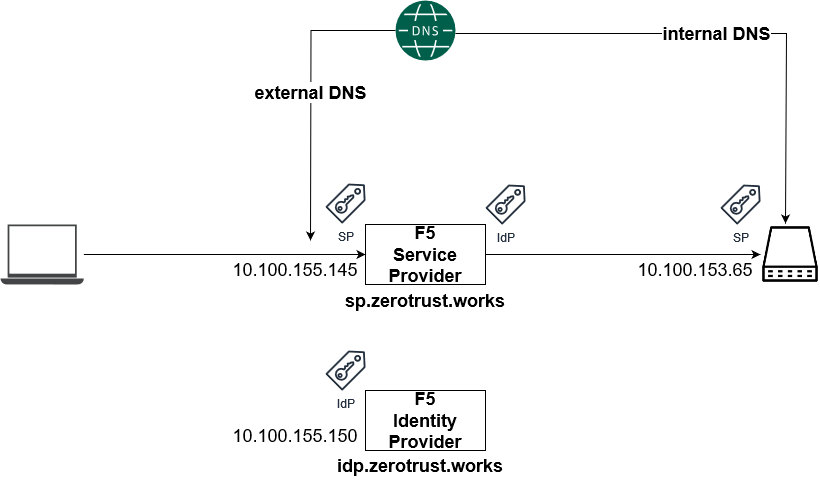 DNS
internal DNS
external DNS
SP
IdP
SP
F5
Service
Provider
10.100.155.145
10.100.153.65
sp.zerotrust.works
IdP
F5
Identity
Provider
10.100.155.150
idp.zerotrust.works